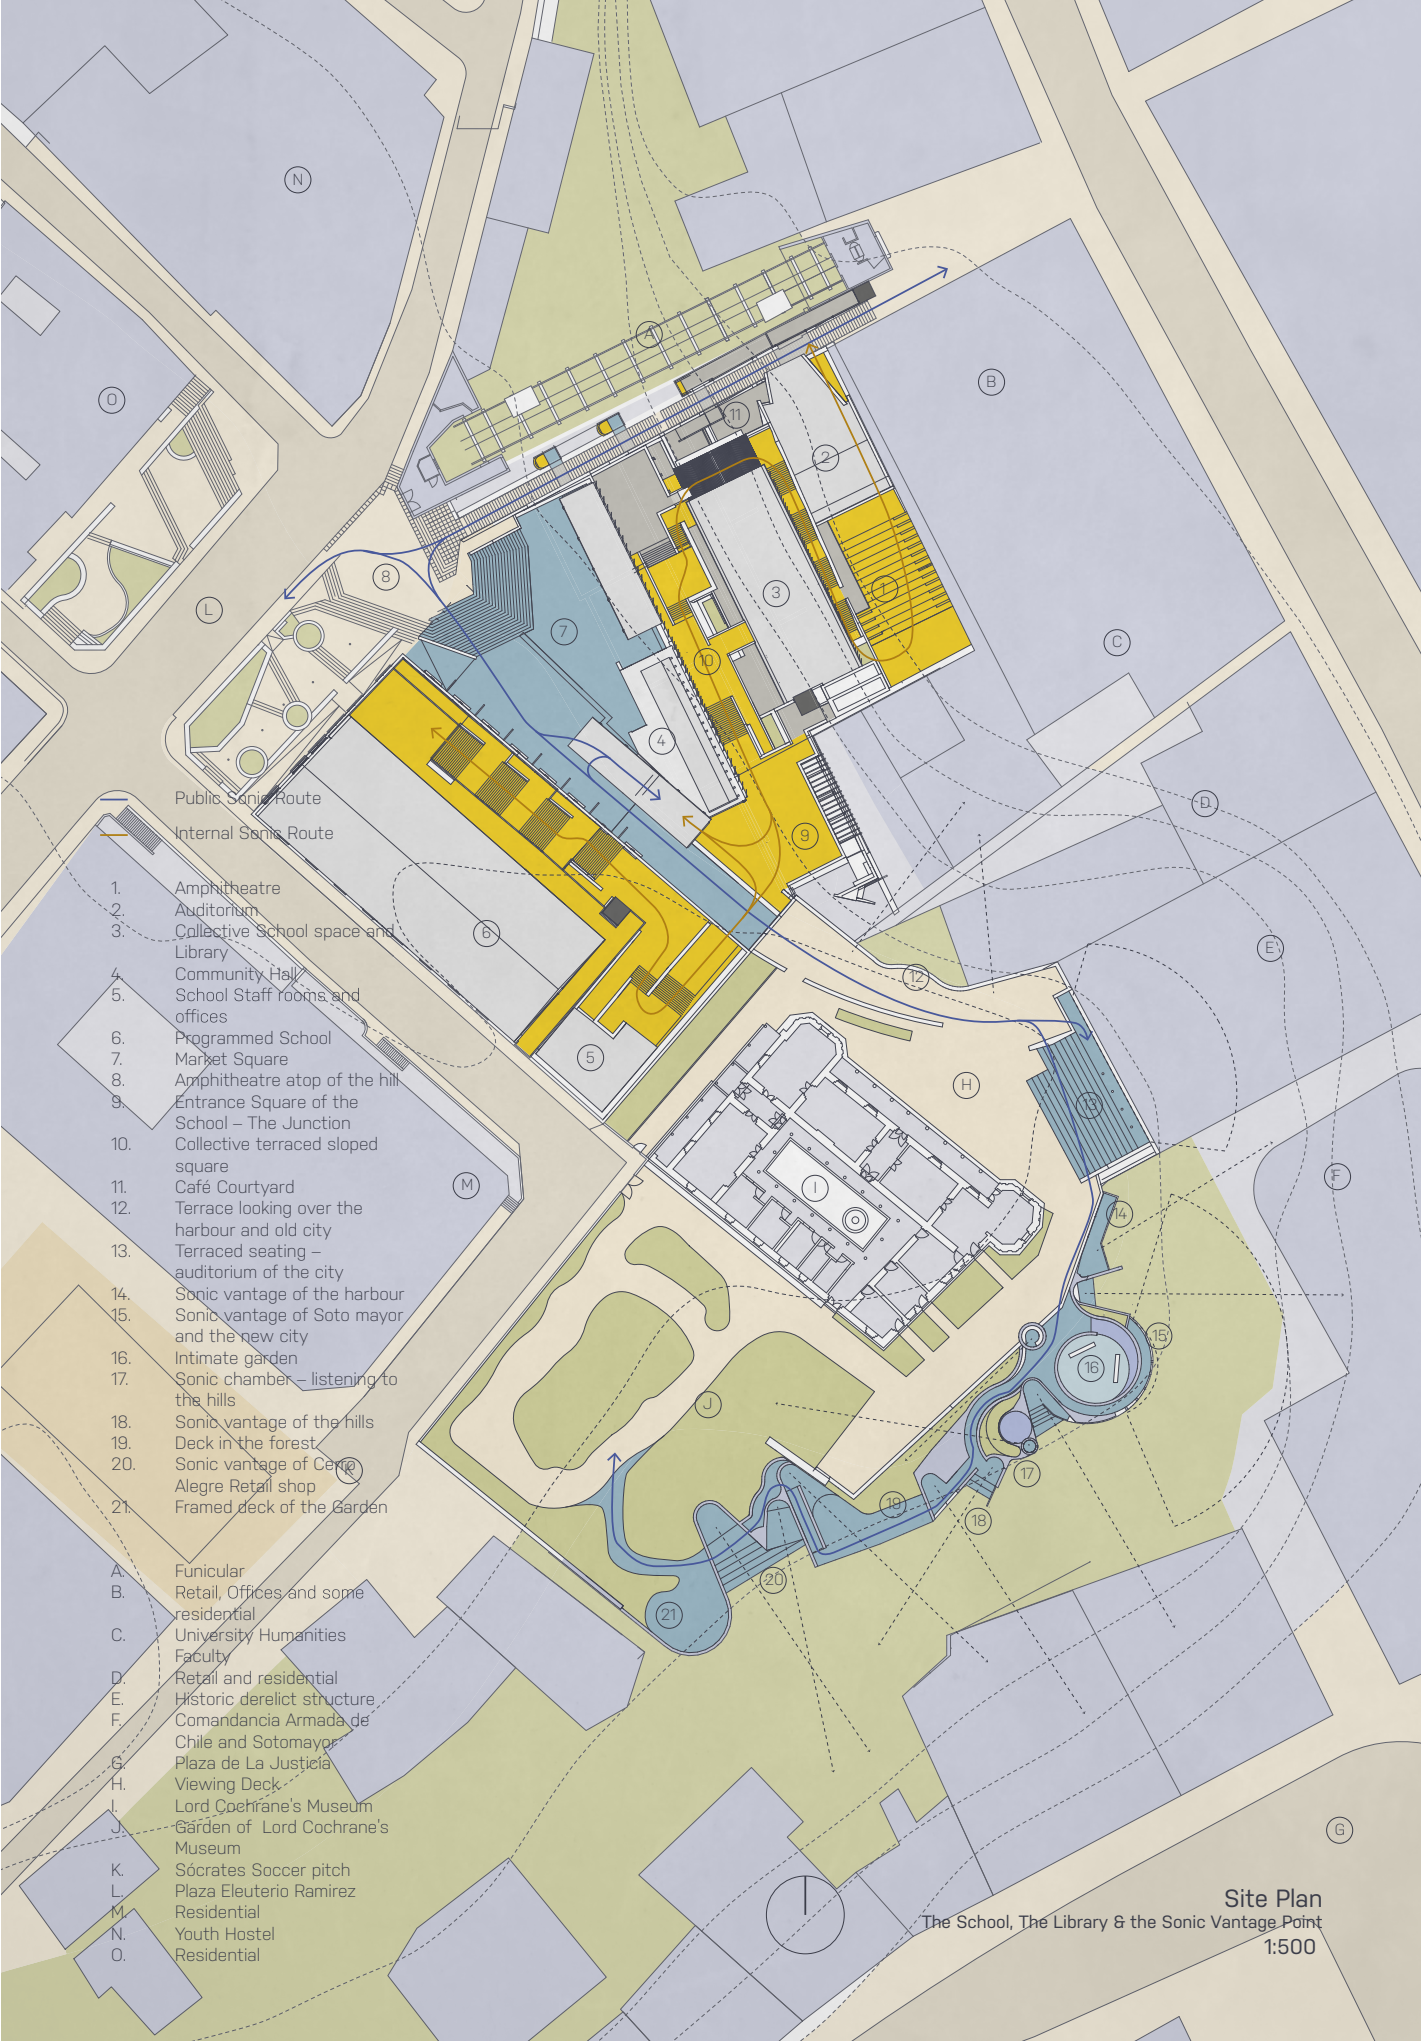 N
A
B
O
11
2
8
L
7
3
1
C
10
4
D
Public Sonic Route
Internal Sonic Route
9
6
E
12
5
H
13
F
M
I
14
15
16
J
K
17
19
18
20
21
G
1. Amphitheatre
2. Auditorium
3. Collective School space and
Library
4. Community Hall
5. School Staff rooms and
offices
6. Programmed School
7. Market Square
8. Amphitheatre atop of the hill
9. Entrance Square of the
School – The Junction
10. Collective terraced sloped
square
11. Café Courtyard
12. Terrace looking over the
harbour and old city
13. Terraced seating –
auditorium of the city
14. Sonic vantage of the harbour
15. Sonic vantage of Soto mayor
and the new city
16. Intimate garden
17. Sonic chamber – listening to
the hills
18. Sonic vantage of the hills
19. Deck in the forest
20. Sonic vantage of Cerro
Alegre Retail shop
21. Framed deck of the Garden
A. Funicular
B. Retail, Offices and some
residential
C. University Humanities
Faculty
D. Retail and residential
E. Historic derelict structure
F. Comandancia Armada de
Chile and Sotomayor
G. Plaza de La Justicia
H. Viewing Deck
I. Lord Cochrane's Museum
J. Garden of Lord Cochrane's
Museum
K. Sócrates Soccer pitch
L. Plaza Eleuterio Ramirez
M. Residential
N. Youth Hostel
O. Residential
Site Plan
The School, The Library & the Sonic Vantage Point
1:500